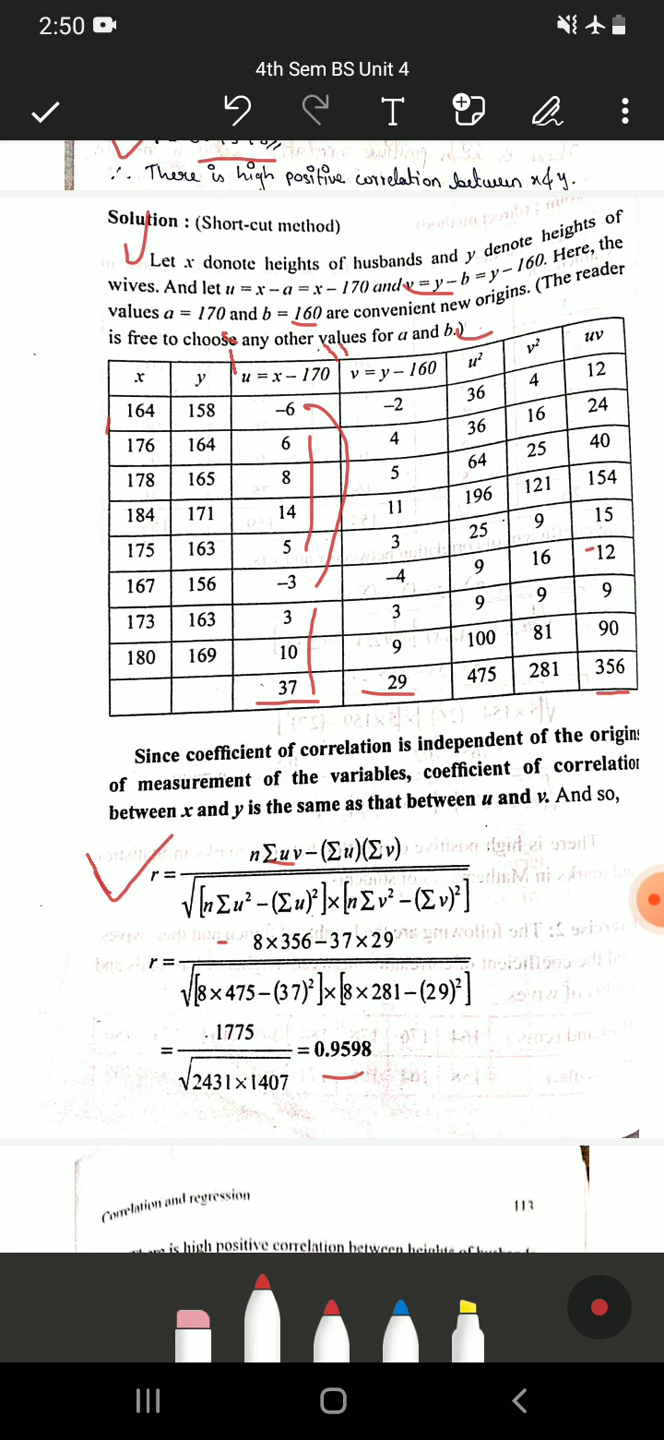 2:50
4th Sem BS Unit 4
T
∴ There is high positive correlation between x & y.
Solution : (Short-cut method)
Let x donote heights of husbands and y denote heights of
wives. And let u = x – a = x – 170 and v = y – b = y – 160. Here, the
values a = 170 and b = 160 are convenient new origins. (The reader
is free to choose any other values for a and b.)
x y u = x – 170 v = y – 160 u² v² uv
164 158 –6 –2 36 4 12
176 164 6 4 36 16 24
178 165 8 5 64 25 40
184 171 14 11 196 121 154
175 163 5 3 25 9 15
167 156 –3 –4 9 16 -12
173 163 3 3 9 9 9
180 169 10 9 100 81 90
37 29 475 281 356
Since coefficient of correlation is independent of the origins
of measurement of the variables, coefficient of correlation
between x and y is the same as that between u and v. And so,
r = nΣuv – (Σu)(Σv) / √[nΣu² – (Σu)²]×[nΣv² – (Σv)²]
r = 8×356–37×29 / √[8×475–(37)²]×[8×281–(29)²]
= 1775 / √2431×1407 = 0.9598
Correlation and regression 113
is high positive correlation between heights of